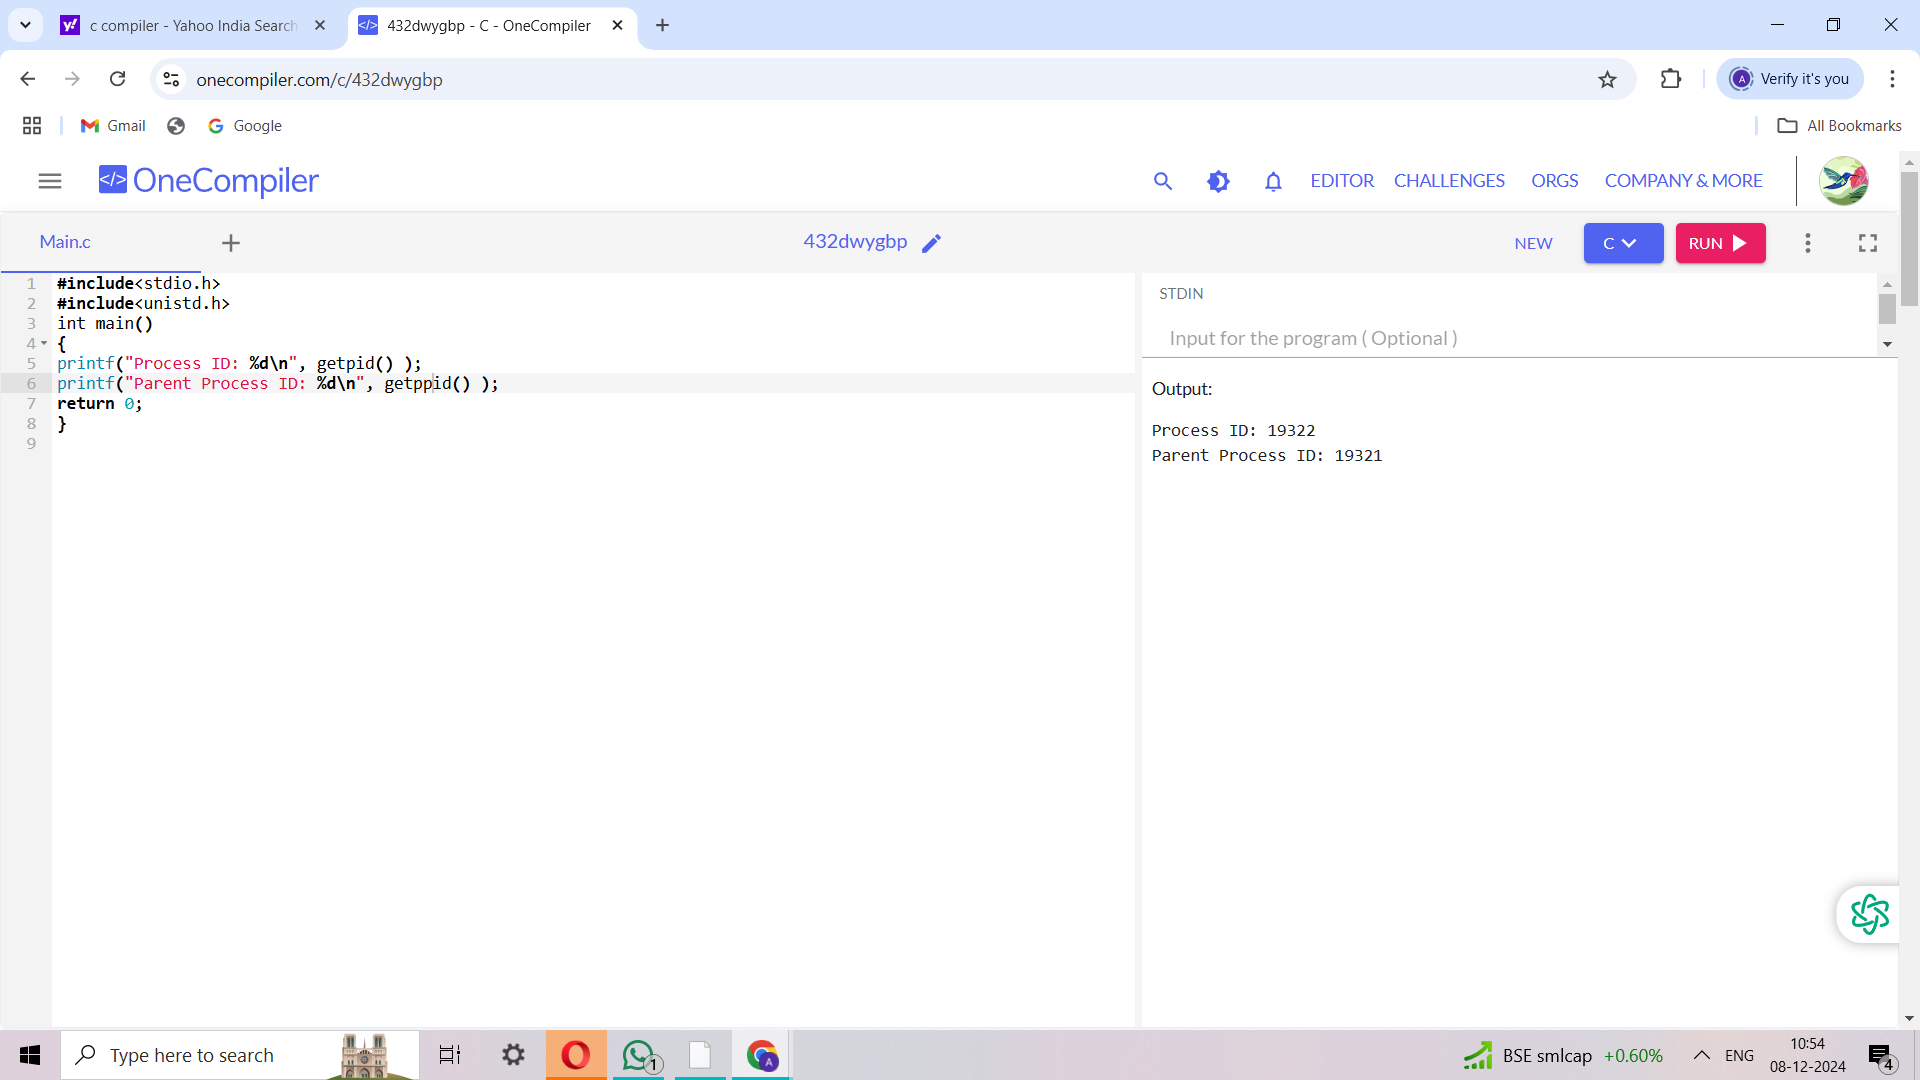 c compiler - Yahoo India Search
432dwygbp - C - OneCompiler
onecompiler.com/c/432dwygbp
A
Verify it's you
Gmail
Google
All Bookmarks
</> OneCompiler
EDITOR
CHALLENGES
ORGS
COMPANY & MORE
Main.c
432dwygbp
NEW
C
RUN
1 #include<stdio.h>
2 #include<unistd.h>
3 int main()
4 {
5 printf("Process ID: %d\n", getpid() );
6 printf("Parent Process ID: %d\n", getppid() );
7 return 0;
8 }
9
STDIN
Input for the program ( Optional )
Output:
Process ID: 19322
Parent Process ID: 19321
Type here to search
1
A
BSE smlcap +0.60%
ENG
10:54
08-12-2024
4